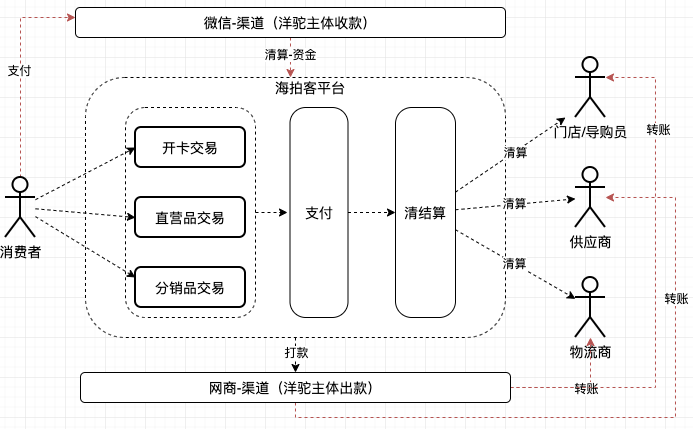 微信-渠道（洋驼主体收款）
支付
清算-资金
海拍客平台
开卡交易
直营品交易
分销品交易
支付
清结算
清算
清算
清算
消费者
门店/导购员
供应商
物流商
转账
转账
转账
打款
网商-渠道（洋驼主体出款）